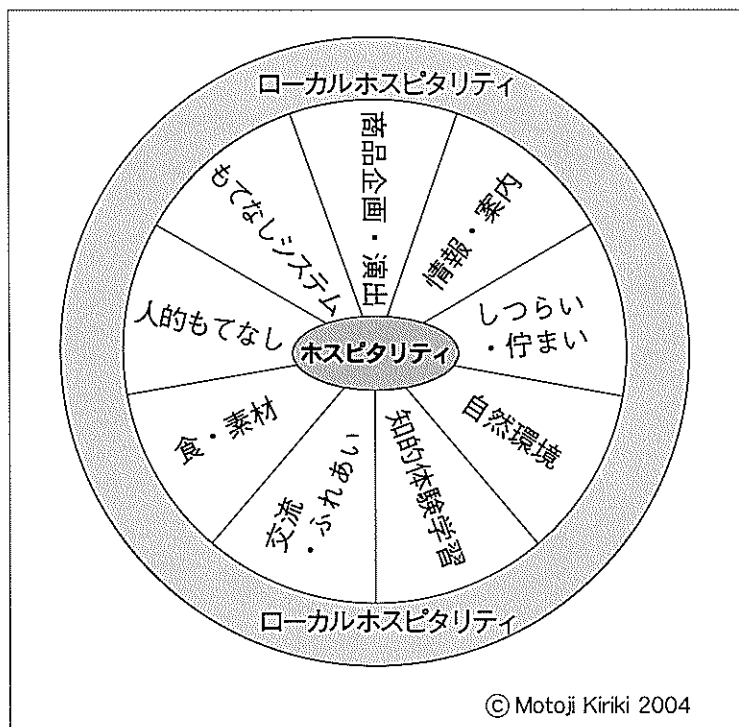 ローカルホスピタリティ
商品企画・演出
情報・案内
しつらい
・佇まい
自然環境
知的体験学習
交流
・ふれあい
食・素材
人的もてなし
もてなしシステム
ホスピタリティ
ローカルホスピタリティ
Ⓒ Motoji Kiriki 2004